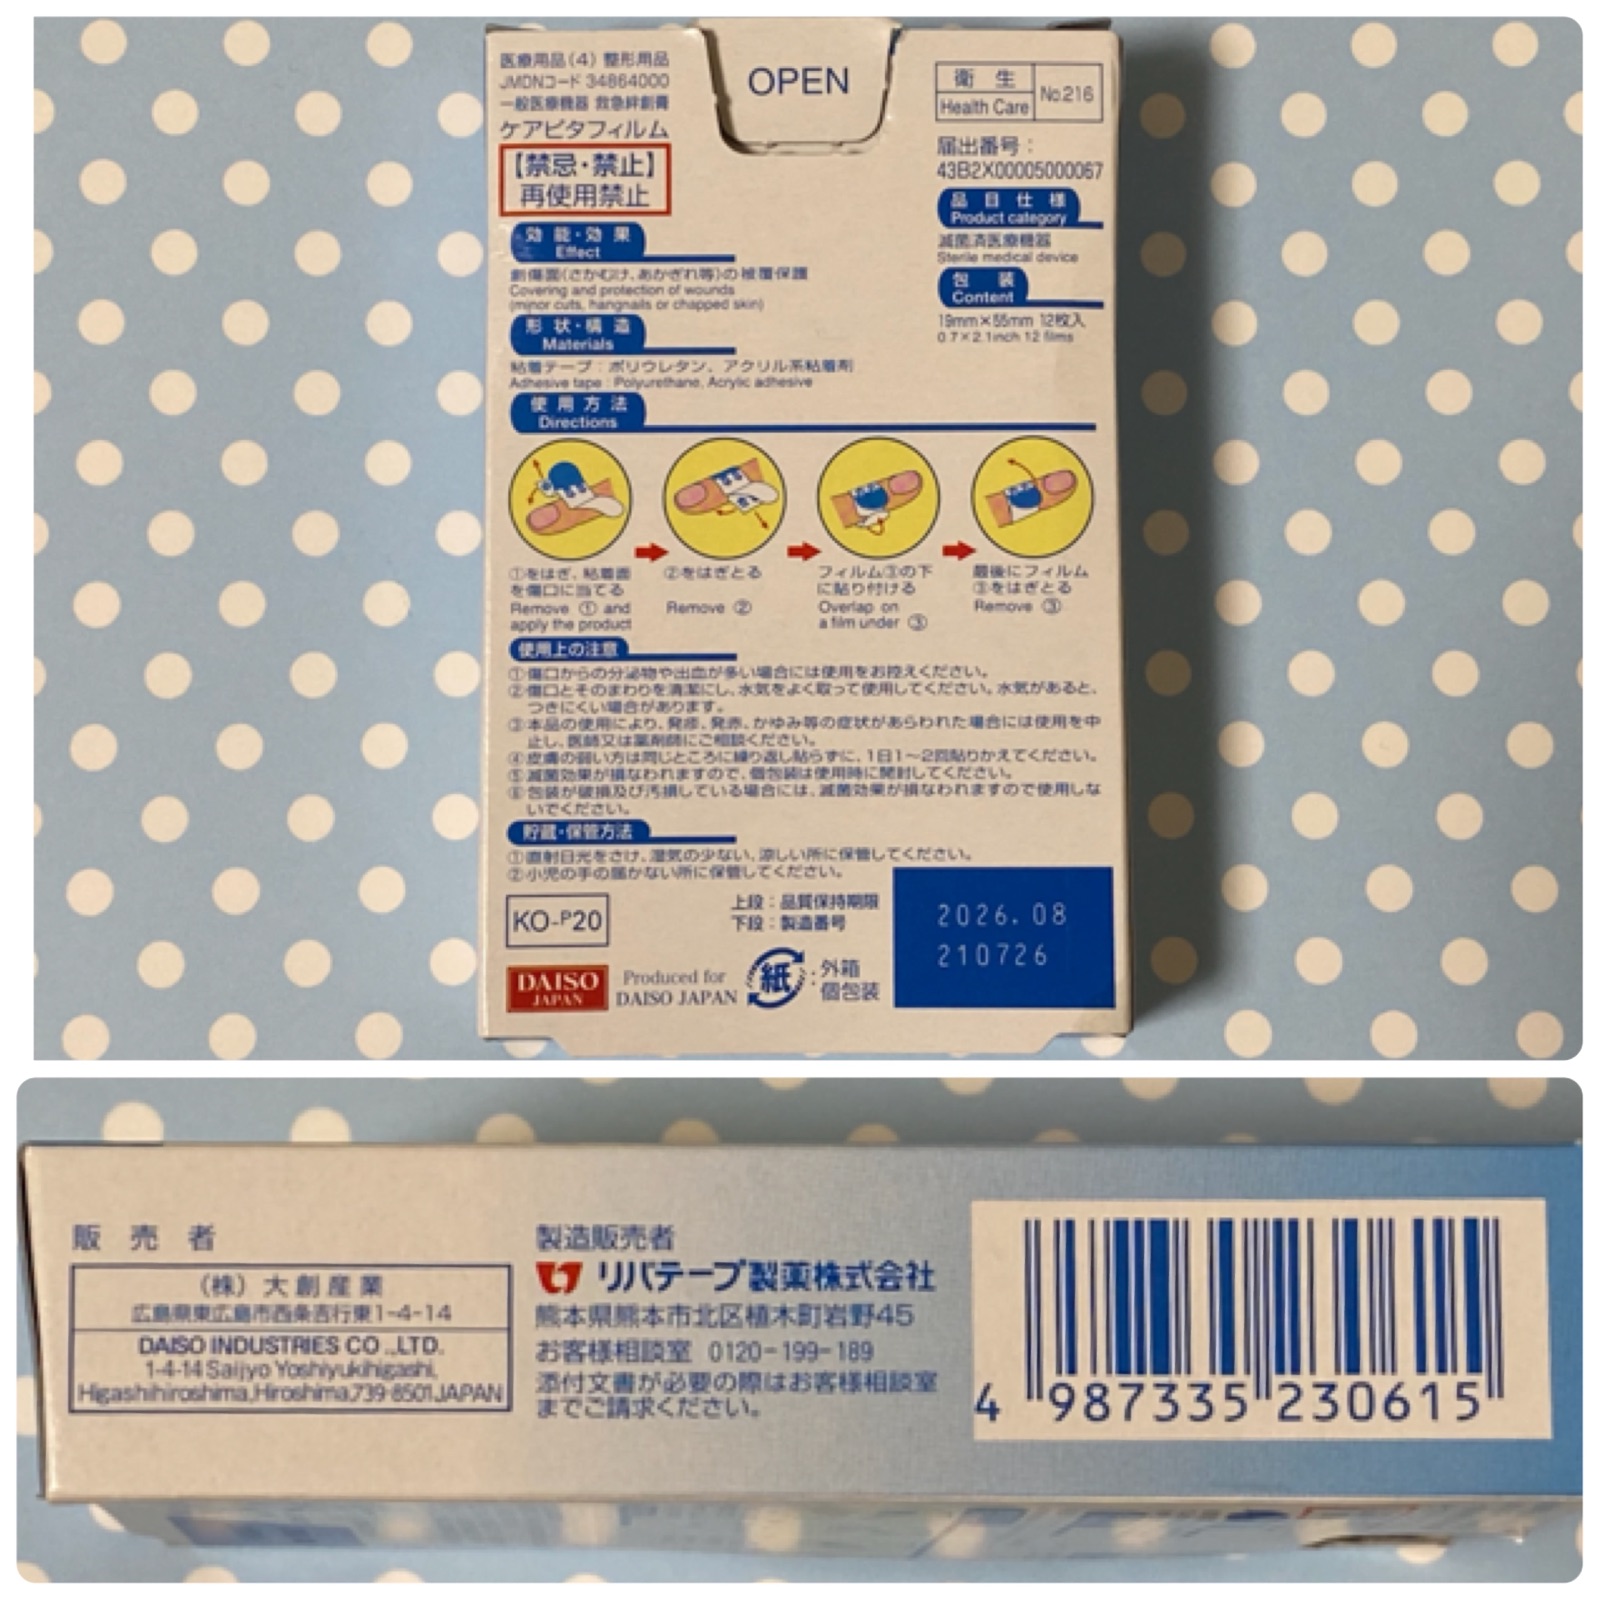 医療用品(4) 整形用品
JMDNコード 34864000
一般医療機器 救急絆創膏
ケアビタフィルム
【禁忌・禁止】
再使用禁止
OPEN
衛生
Health Care
No.216
届出番号：
43B2X00005000067
品目仕様
Product category
滅菌済医療機器
Sterile medical device
包装
Content
19mm×55mm 12枚入
0.7×2.1inch 12 films
効能・効果
Effect
創傷面(さかむけ、あかぎれ等)の被覆保護
Covering and protection of wounds
(minor cuts, hangnails or chapped skin)
形状・構造
Materials
粘着テープ：ポリウレタン、アクリル系粘着剤
Adhesive tape : Polyurethane, Acrylic adhesive
使用方法
Directions
①をはぎ、粘着面
を傷口に当てる
Remove ① and
apply the product
②をはぎとる
Remove ②
フィルム③の下
に貼り付ける
Overlap on
a film under ③
最後にフィルム
③をはぎとる
Remove ③
使用上の注意
①傷口からの分泌物や出血が多い場合には使用をお控えください。
②傷口とそのまわりを清潔にし、水気をよく取って使用してください。水気があると、
つきにくい場合があります。
③本品の使用により、発疹、発赤、かゆみ等の症状があらわれた場合には使用を中
止し、医師又は薬剤師にご相談ください。
④皮膚の弱い方は同じところに繰り返し貼らずに、1日1〜2回貼りかえてください。
⑤滅菌効果が損なわれますので、個包装は使用時に開封してください。
⑥包装が破損及び汚損している場合には、滅菌効果が損なわれますので使用しな
いでください。
貯蔵・保管方法
①直射日光をさけ、湿気の少ない、涼しい所に保管してください。
②小児の手の届かない所に保管してください。
KO-P20
上段：品質保持期限
下段：製造番号
2026.08
210726
DAISO
JAPAN
Produced for
DAISO JAPAN
紙
：外箱
個包装
販売者
(株)大創産業
広島県東広島市西条吉行東1-4-14
DAISO INDUSTRIES CO.,LTD.
1-4-14 Saijyo Yoshiyukihigashi,
Higashihiroshima,Hiroshima,739-8501,JAPAN
製造販売者
リバテープ製薬株式会社
熊本県熊本市北区植木町岩野45
お客様相談室 0120-199-189
添付文書が必要の際はお客様相談室
までご請求ください。
4 987335 230615